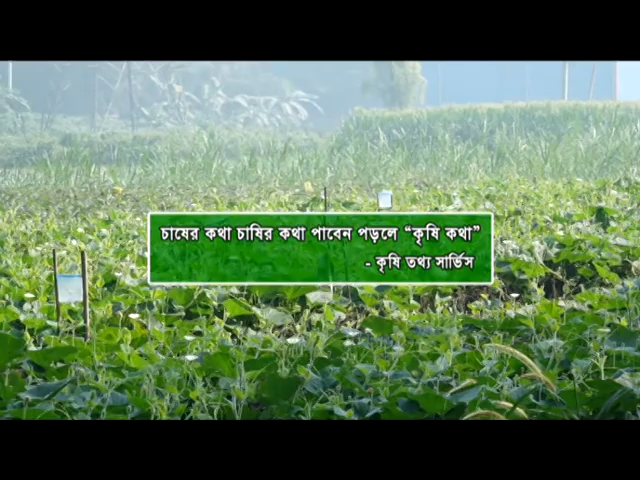 চাষের কথা চাষির কথা পাবেন পড়লে “কৃষি কথা”
- কৃষি তথ্য সার্ভিস